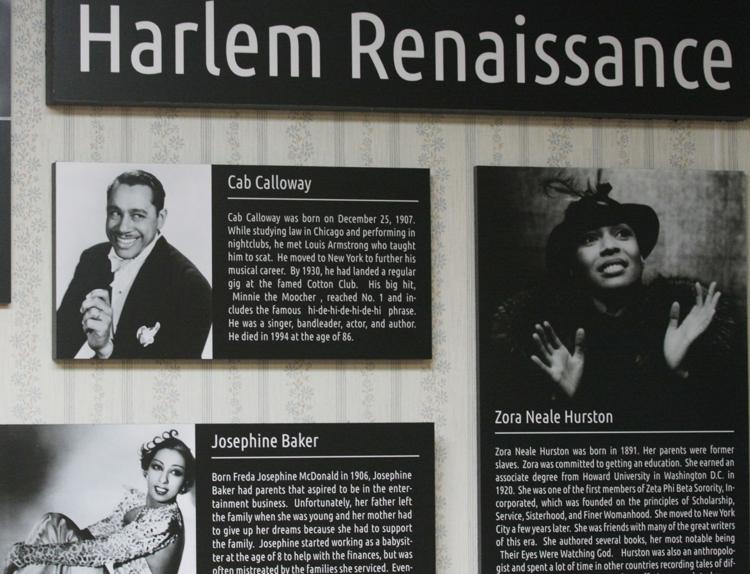 Harlem Renaissance
Cab Calloway
Cab Calloway was born on December 25, 1907.
While studying law in Chicago and performing in
nightclubs, he met Louis Armstrong who taught
him to scat. He moved to New York to further his
musical career. By 1930, he had landed a regular
gig at the famed Cotton Club. His big hit,
Minnie the Moocher , reached No. 1 and in-
cludes the famous hi-de-hi-de-hi-de-hi phrase.
He was a singer, bandleader, actor, and author.
He died in 1994 at the age of 86.
Josephine Baker
Born Freda Josephine McDonald in 1906, Josephine
Baker had parents that aspired to be in the enter-
tainment business. Unfortunately, her father left
the family when she was young and her mother had
to give up her dreams because she had to support
the family. Josephine started working as a babysit-
ter at the age of 8 to help with the finances, but was
often mistreated by the families she serviced. Even-
Zora Neale Hurston
Zora Neale Hurston was born in 1891. Her parents were former
slaves. Zora was committed to getting an education. She earned an
associate degree from Howard University in Washington D.C. in
1920. She was one of the first members of Zeta Phi Beta Sorority, In-
corporated, which was founded on the principles of Scholarship,
Service, Sisterhood, and Finer Womanhood. She moved to New York
City a few years later. She was friends with many of the great writers
of this era. She authored several books, her most notable being
Their Eyes Were Watching God. Hurston was also an anthropolo-
gist and spent a lot of time in other countries recording tales of dif-